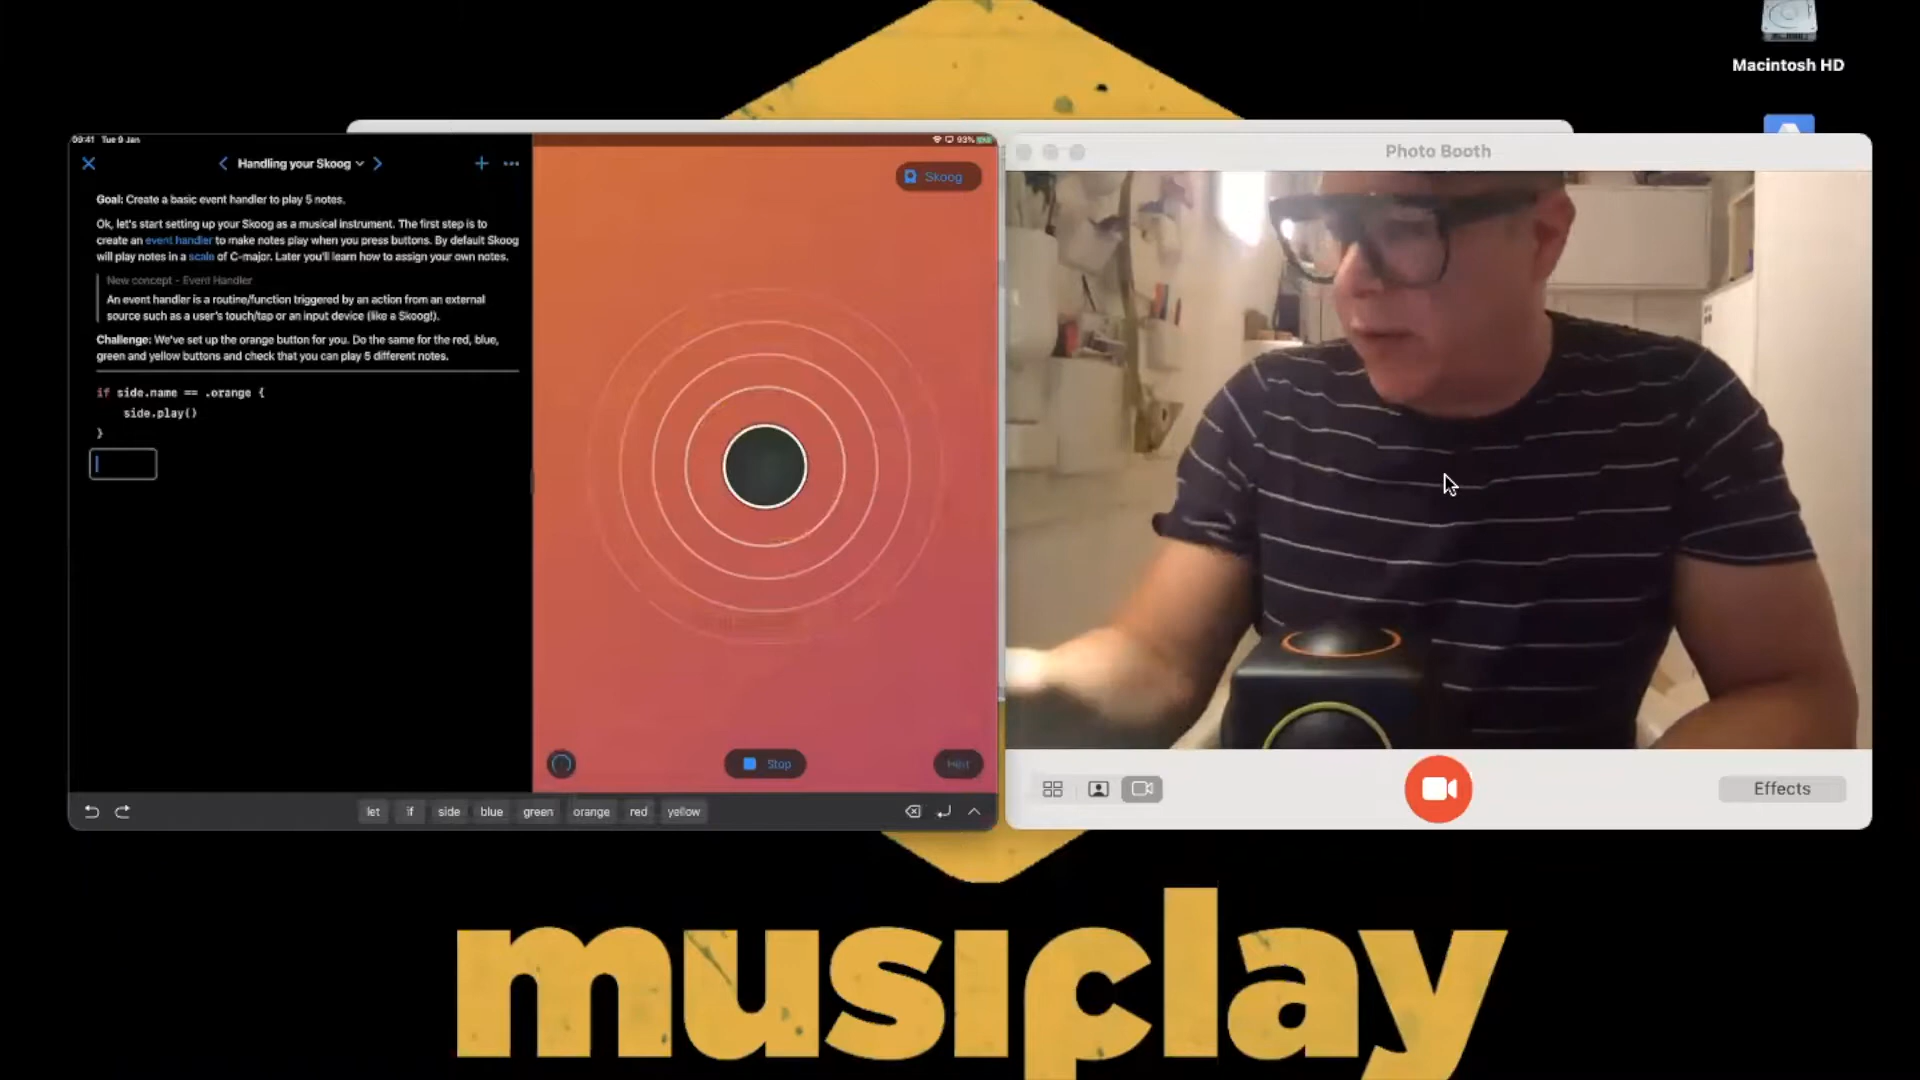 Macintosh HD
09:41 Tue 9 Jan
93%
Handling your Skoog
Skoog
Goal: Create a basic event handler to play 5 notes.
Ok, let's start setting up your Skoog as a musical instrument. The first step is to
create an event handler to make notes play when you press buttons. By default Skoog
will play notes in a scale of C-major. Later you'll learn how to assign your own notes.
New concept - Event Handler
An event handler is a routine/function triggered by an action from an external
source such as a user's touch/tap or an input device (like a Skoog!).
Challenge: We've set up the orange button for you. Do the same for the red, blue,
green and yellow buttons and check that you can play 5 different notes.
if side.name == .orange {
side.play()
}
Stop
Hint
let if side blue green orange red yellow
Photo Booth
Effects
musiclay